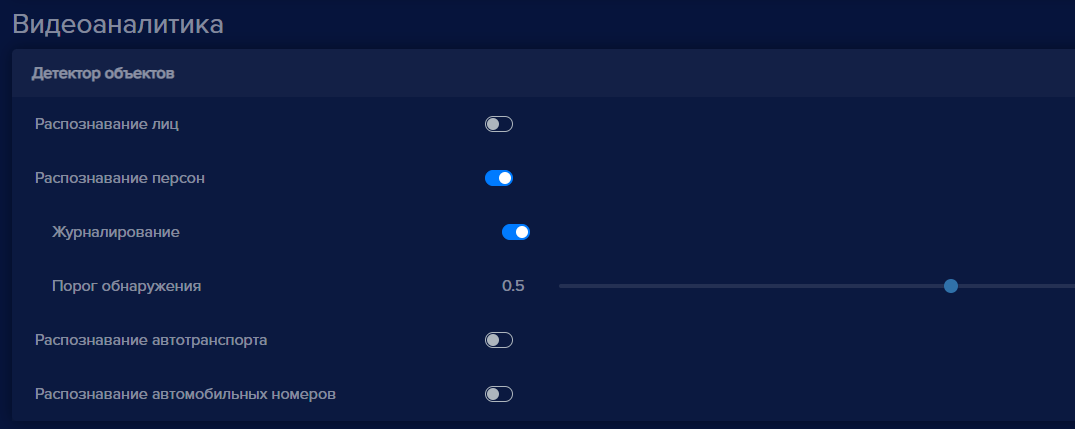 Видеоаналитика
Детектор объектов
Распознавание лиц
Распознавание персон
Журналирование
Порог обнаружения 0.5
Распознавание автотранспорта
Распознавание автомобильных номеров